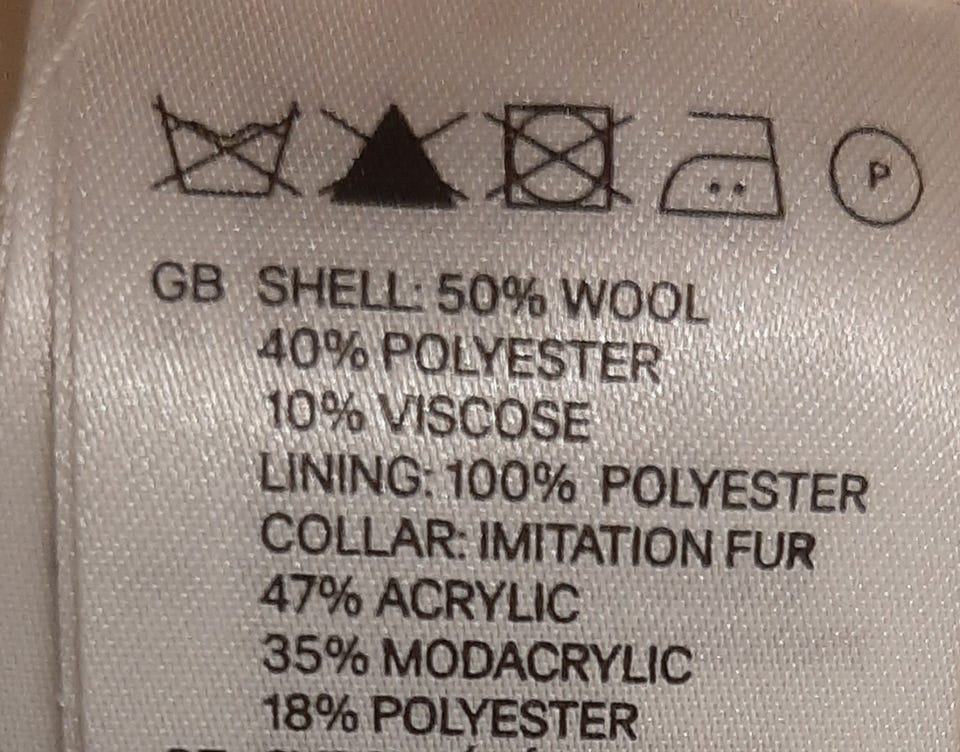 P
GB SHELL: 50% WOOL
40% POLYESTER
10% VISCOSE
LINING: 100% POLYESTER
COLLAR: IMITATION FUR
47% ACRYLIC
35% MODACRYLIC
18% POLYESTER